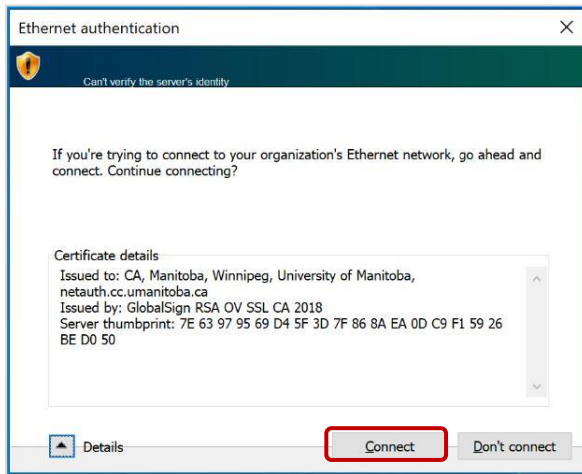 Ethernet authentication
Can't verify the server's identity
If you're trying to connect to your organization's Ethernet network, go ahead and
connect. Continue connecting?
Certificate details
Issued to: CA, Manitoba, Winnipeg, University of Manitoba,
netauth.cc.umanitoba.ca
Issued by: GlobalSign RSA OV SSL CA 2018
Server thumbprint: 7E 63 97 95 69 D4 5F 3D 7F 86 8A EA 0D C9 F1 59 26
BE D0 50
Details Connect Don't connect